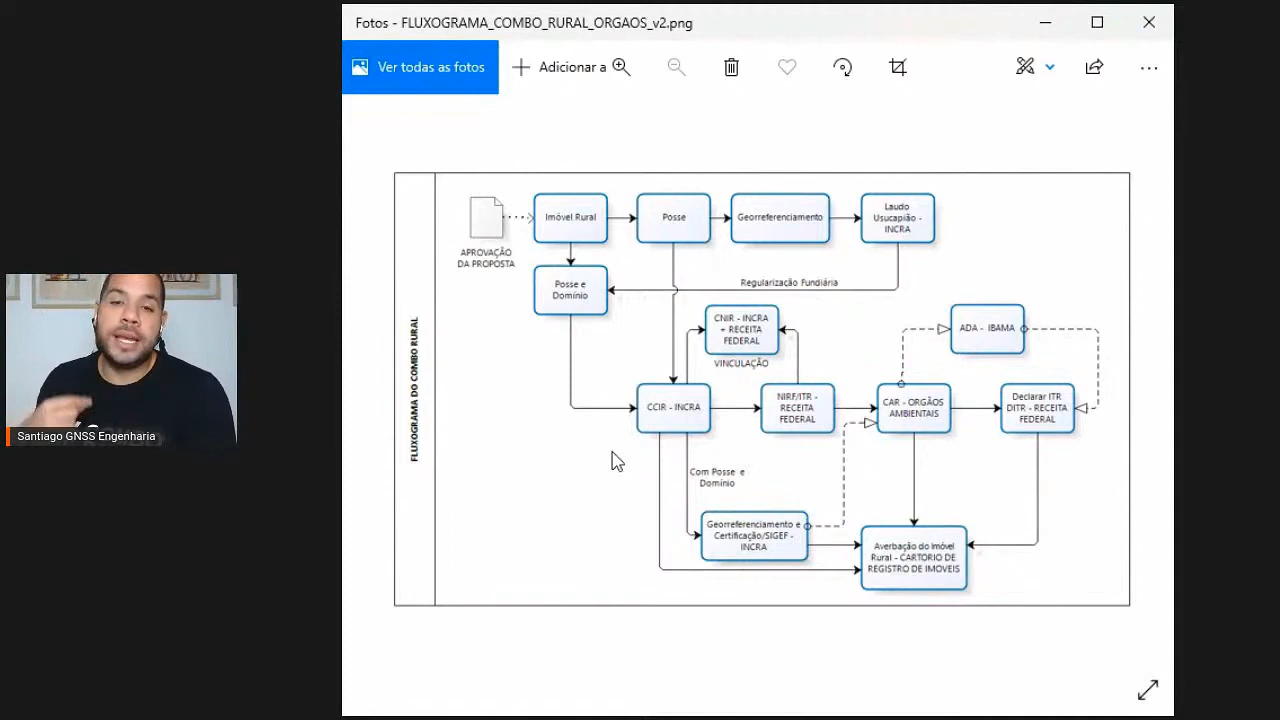 Fotos - FLUXOGRAMA_COMBO_RURAL_ORGAOS_v2.png
Ver todas as fotos
Adicionar a
FLUXOGRAMA DO COMBO RURAL
APROVAÇÃO
DA PROPOSTA
Imóvel Rural
Posse
Georreferenciamento
Laudo
Usucapião -
INCRA
Posse e
Domínio
Regularização Fundiária
CNIR - INCRA
+ RECEITA
FEDERAL
VINCULAÇÃO
ADA - IBAMA
CCIR - INCRA
NIRF/ITR -
RECEITA
FEDERAL
CAR - ORGÃOS
AMBIENTAIS
Declarar ITR
DITR - RECEITA
FEDERAL
Com Posse e
Domínio
Georreferenciamento e
Certificação/SIGEF -
INCRA
Averbação do Imóvel
Rural - CARTORIO DE
REGISTRO DE IMOVEIS
Santiago GNSS Engenharia